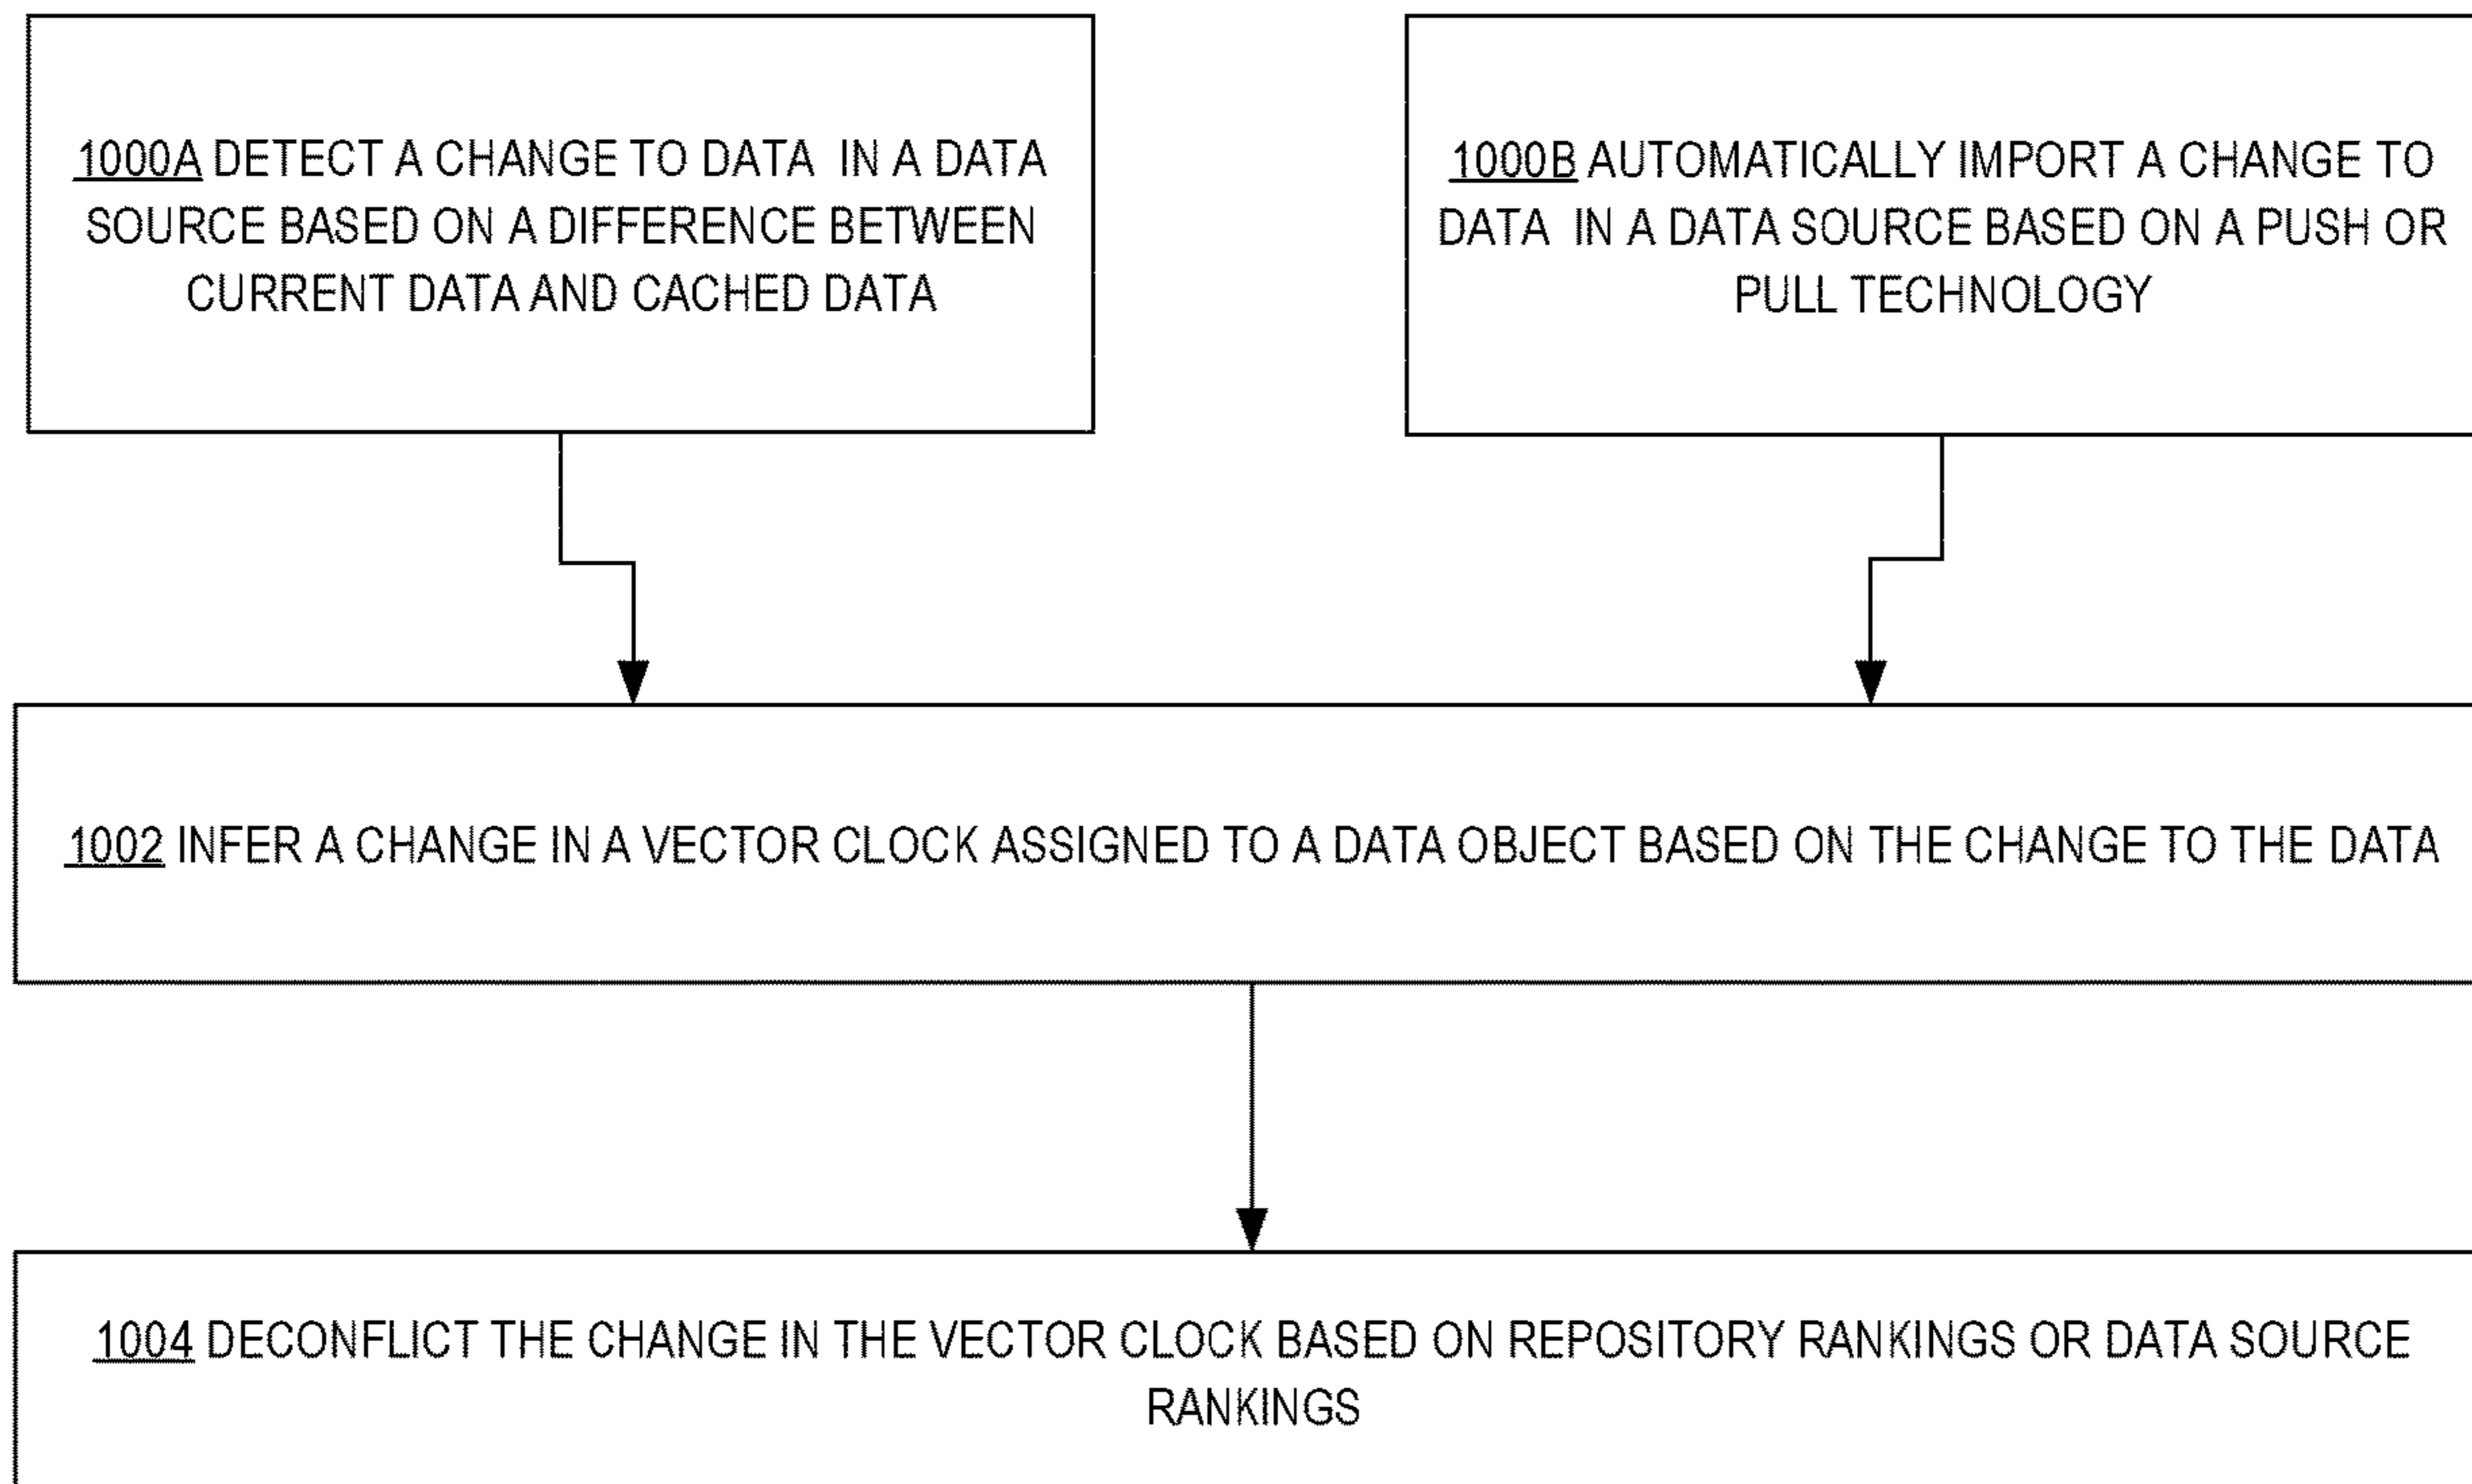 1000A DETECT A CHANGE TO DATA IN A DATA
SOURCE BASED ON A DIFFERENCE BETWEEN
CURRENT DATA AND CACHED DATA
1000B AUTOMATICALLY IMPORT A CHANGE TO
DATA IN A DATA SOURCE BASED ON A PUSH OR
PULL TECHNOLOGY
1002 INFER A CHANGE IN A VECTOR CLOCK ASSIGNED TO A DATA OBJECT BASED ON THE CHANGE TO THE DATA
1004 DECONFLICT THE CHANGE IN THE VECTOR CLOCK BASED ON REPOSITORY RANKINGS OR DATA SOURCE
RANKINGS